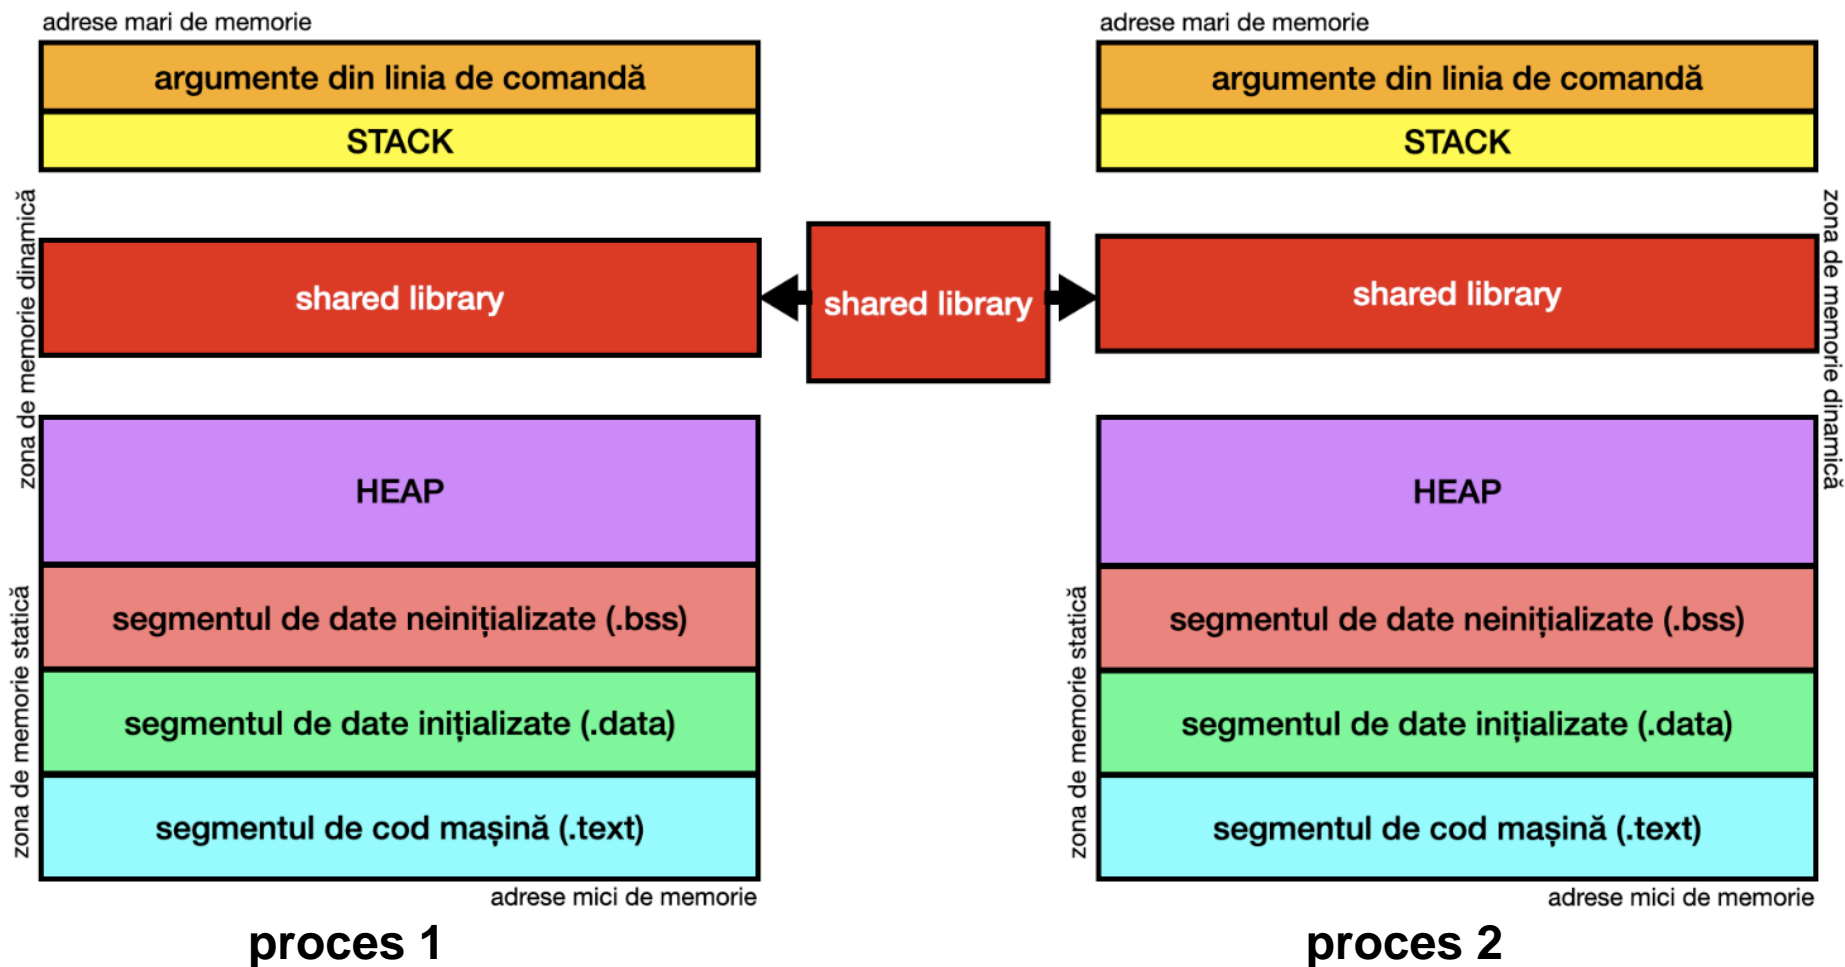 adrese mari de memorie
argumente din linia de comandă
STACK
zona de memorie dinamică
shared library
HEAP
segmentul de date neinițializate (.bss)
zona de memorie statică
segmentul de date inițializate (.data)
segmentul de cod mașină (.text)
adrese mici de memorie
proces 1
shared library
adrese mari de memorie
argumente din linia de comandă
STACK
zona de memorie dinamică
shared library
HEAP
segmentul de date neinițializate (.bss)
zona de memorie statică
segmentul de date inițializate (.data)
segmentul de cod mașină (.text)
adrese mici de memorie
proces 2